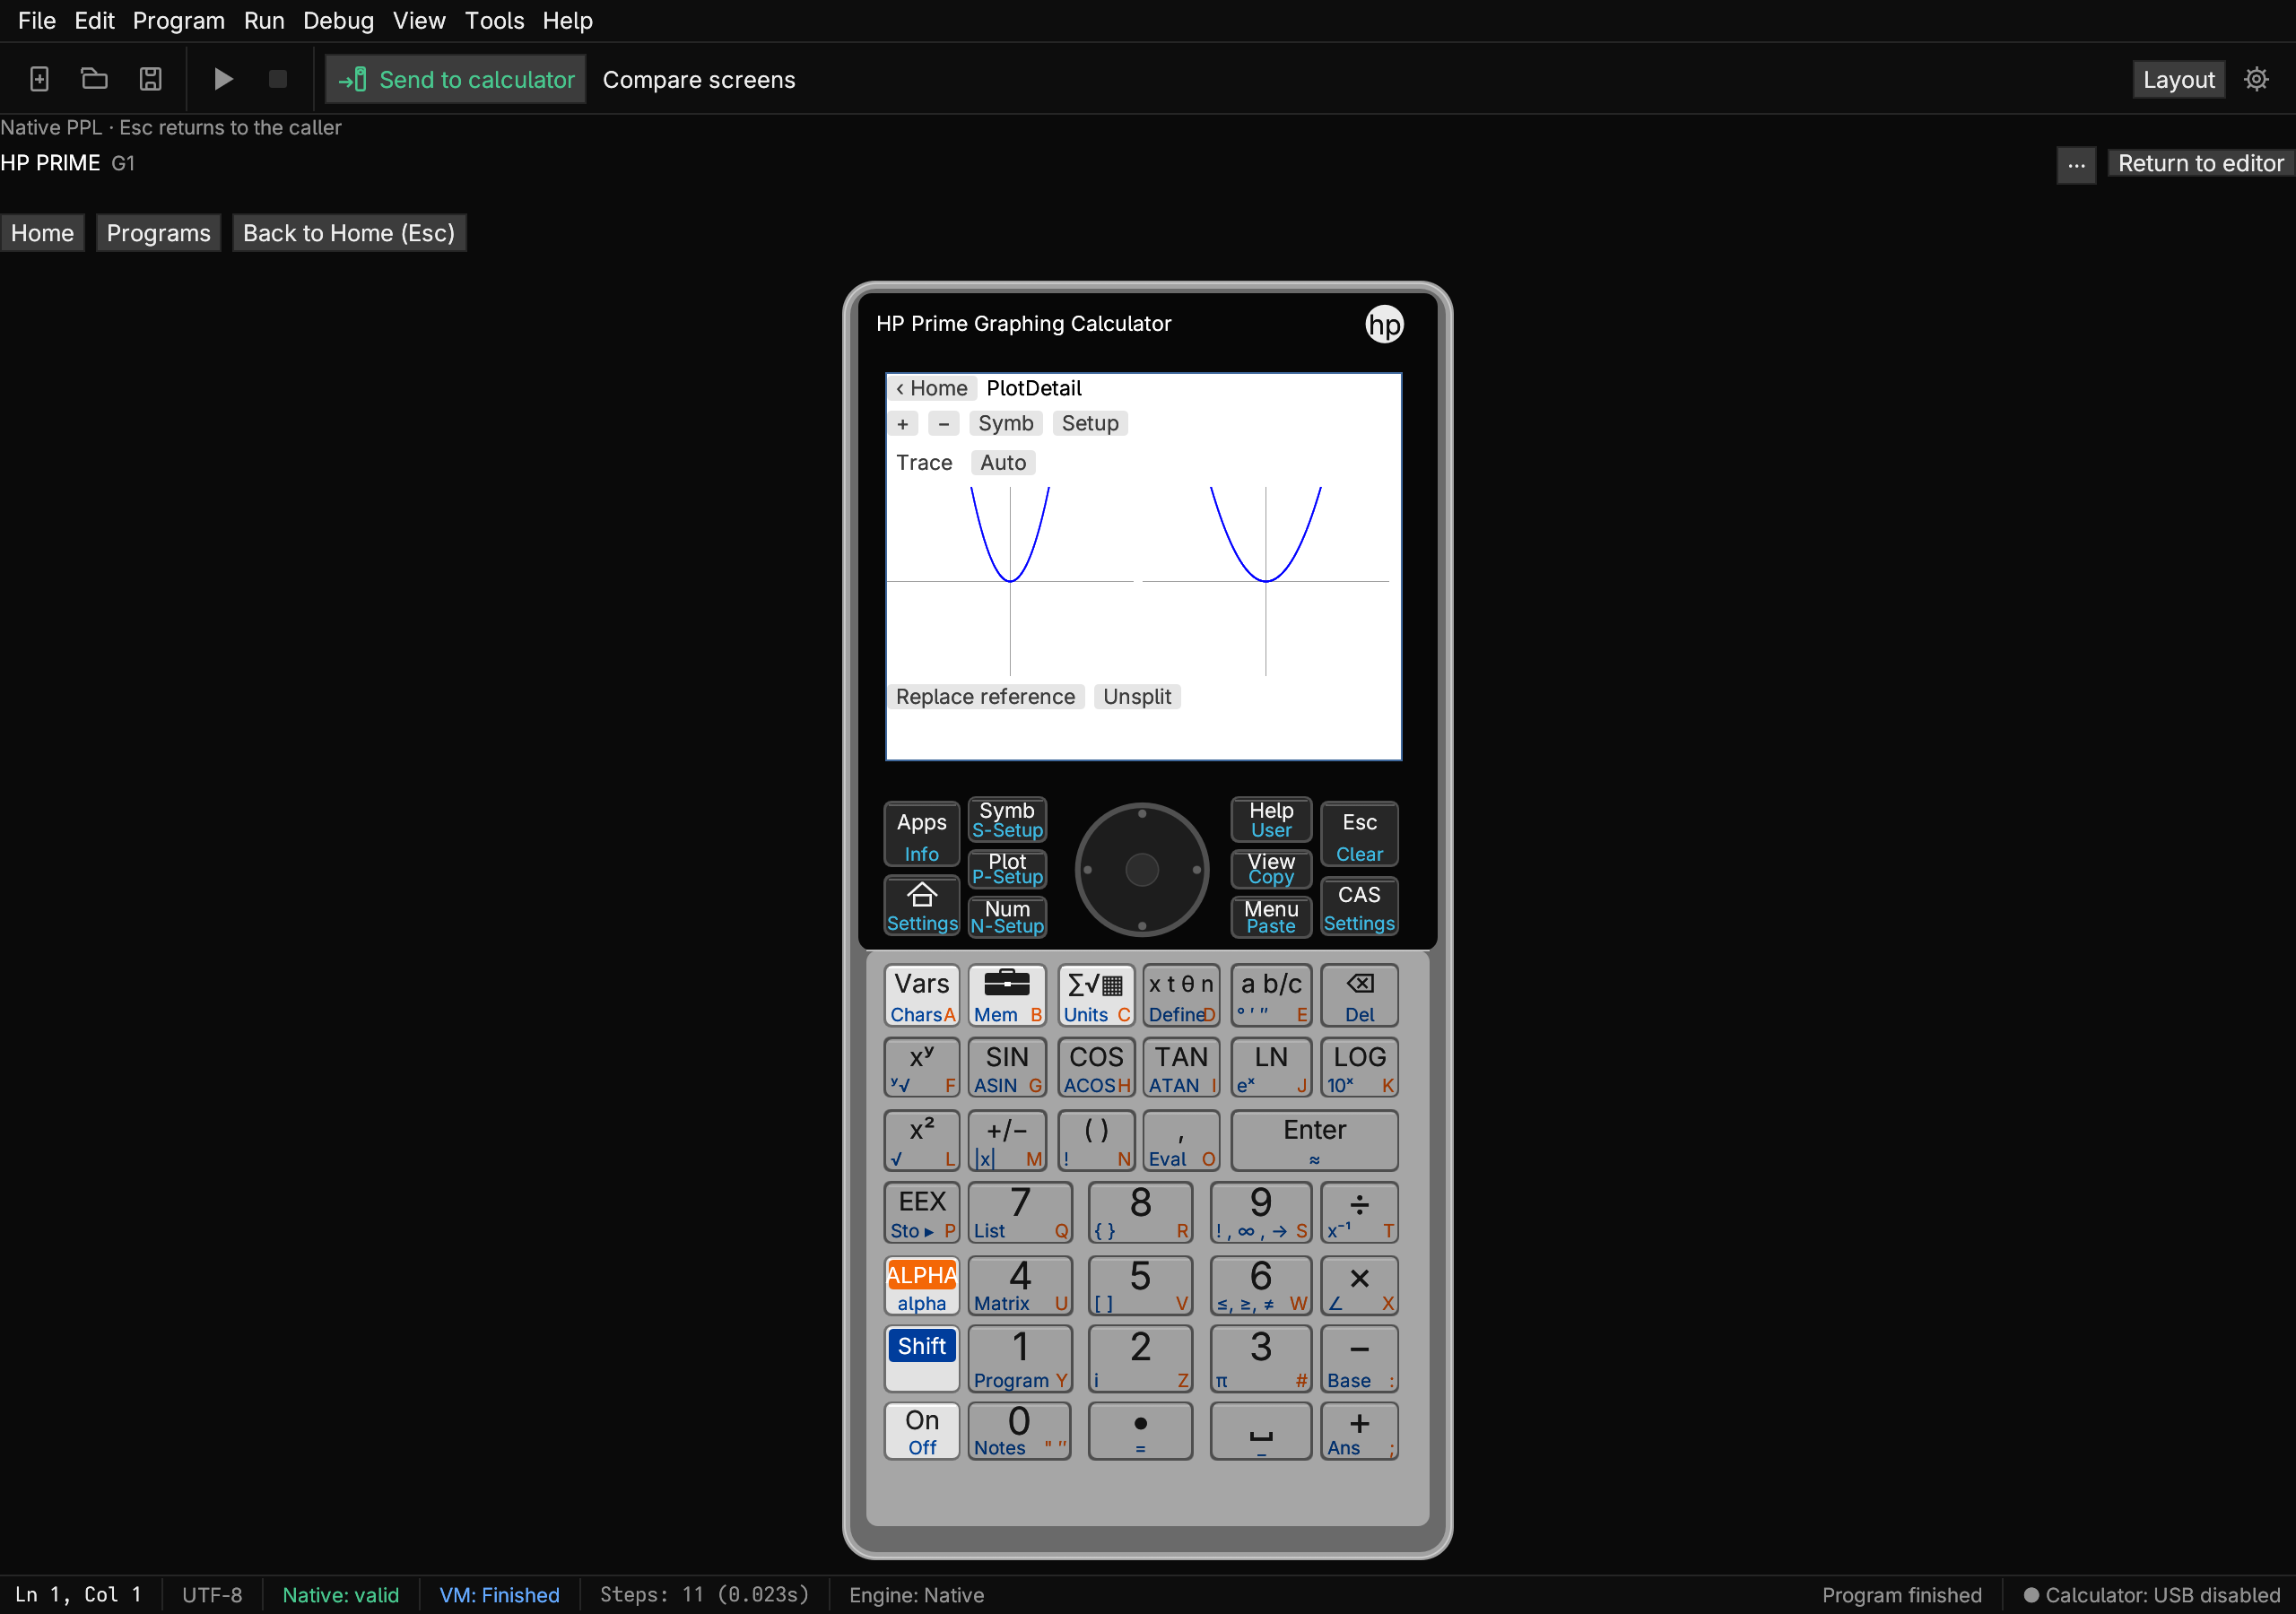 File Edit Program Run Debug View Tools Help
Send to calculator Compare screens Layout
Native PPL · Esc returns to the caller
HP PRIME G1 ... Return to editor
Home Programs Back to Home (Esc)
HP Prime Graphing Calculator hp
‹ Home PlotDetail
+ − Symb Setup
Trace Auto
Replace reference Unsplit
Apps Info
Symb S-Setup
Help User
Esc Clear
Plot P-Setup
View Copy
Settings
Num N-Setup
Menu Paste
CAS Settings
Vars Chars A
Mem B
∑√▦ Units C
x t θ n Define D
a b/c ° ′ ″ E
⌫ Del
xʸ ʸ√ F
SIN ASIN G
COS ACOS H
TAN ATAN I
LN eˣ J
LOG 10ˣ K
x² √ L
+/− |x| M
( ) ! N
, Eval O
Enter ≈
EEX Sto ▸ P
7 List Q
8 { } R
9 ! , ∞ , → S
÷ x⁻¹ T
ALPHA alpha
4 Matrix U
5 [ ] V
6 ≤, ≥, ≠ W
× ∠ X
Shift
1 Program Y
2 i Z
3 π #
− Base :
On Off
0 Notes " ″
• =
␣ _
+ Ans ;
Ln 1, Col 1 UTF-8 Native: valid VM: Finished Steps: 11 (0.023s) Engine: Native Program finished ● Calculator: USB disabled